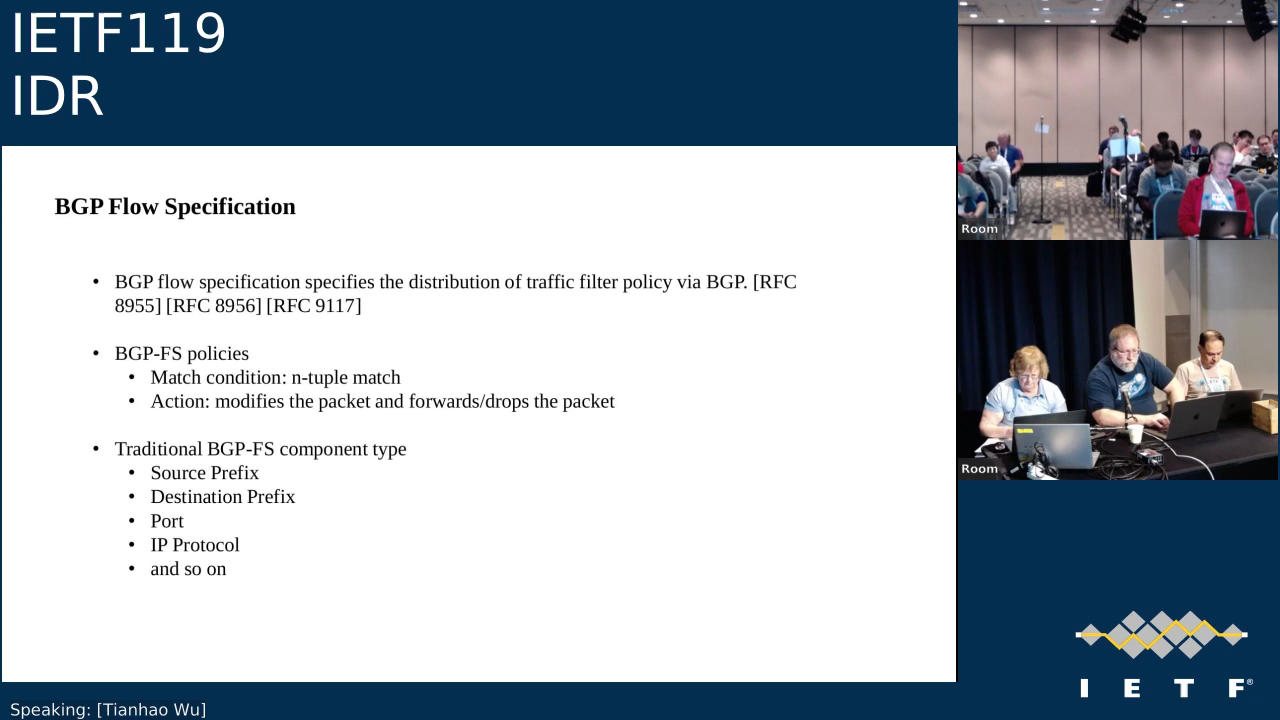 IETF119
IDR
BGP Flow Specification
• BGP flow specification specifies the distribution of traffic filter policy via BGP. [RFC
8955] [RFC 8956] [RFC 9117]
• BGP-FS policies
• Match condition: n-tuple match
• Action: modifies the packet and forwards/drops the packet
• Traditional BGP-FS component type
• Source Prefix
• Destination Prefix
• Port
• IP Protocol
• and so on
Room
Room
I E T F®
Speaking: [Tianhao Wu]